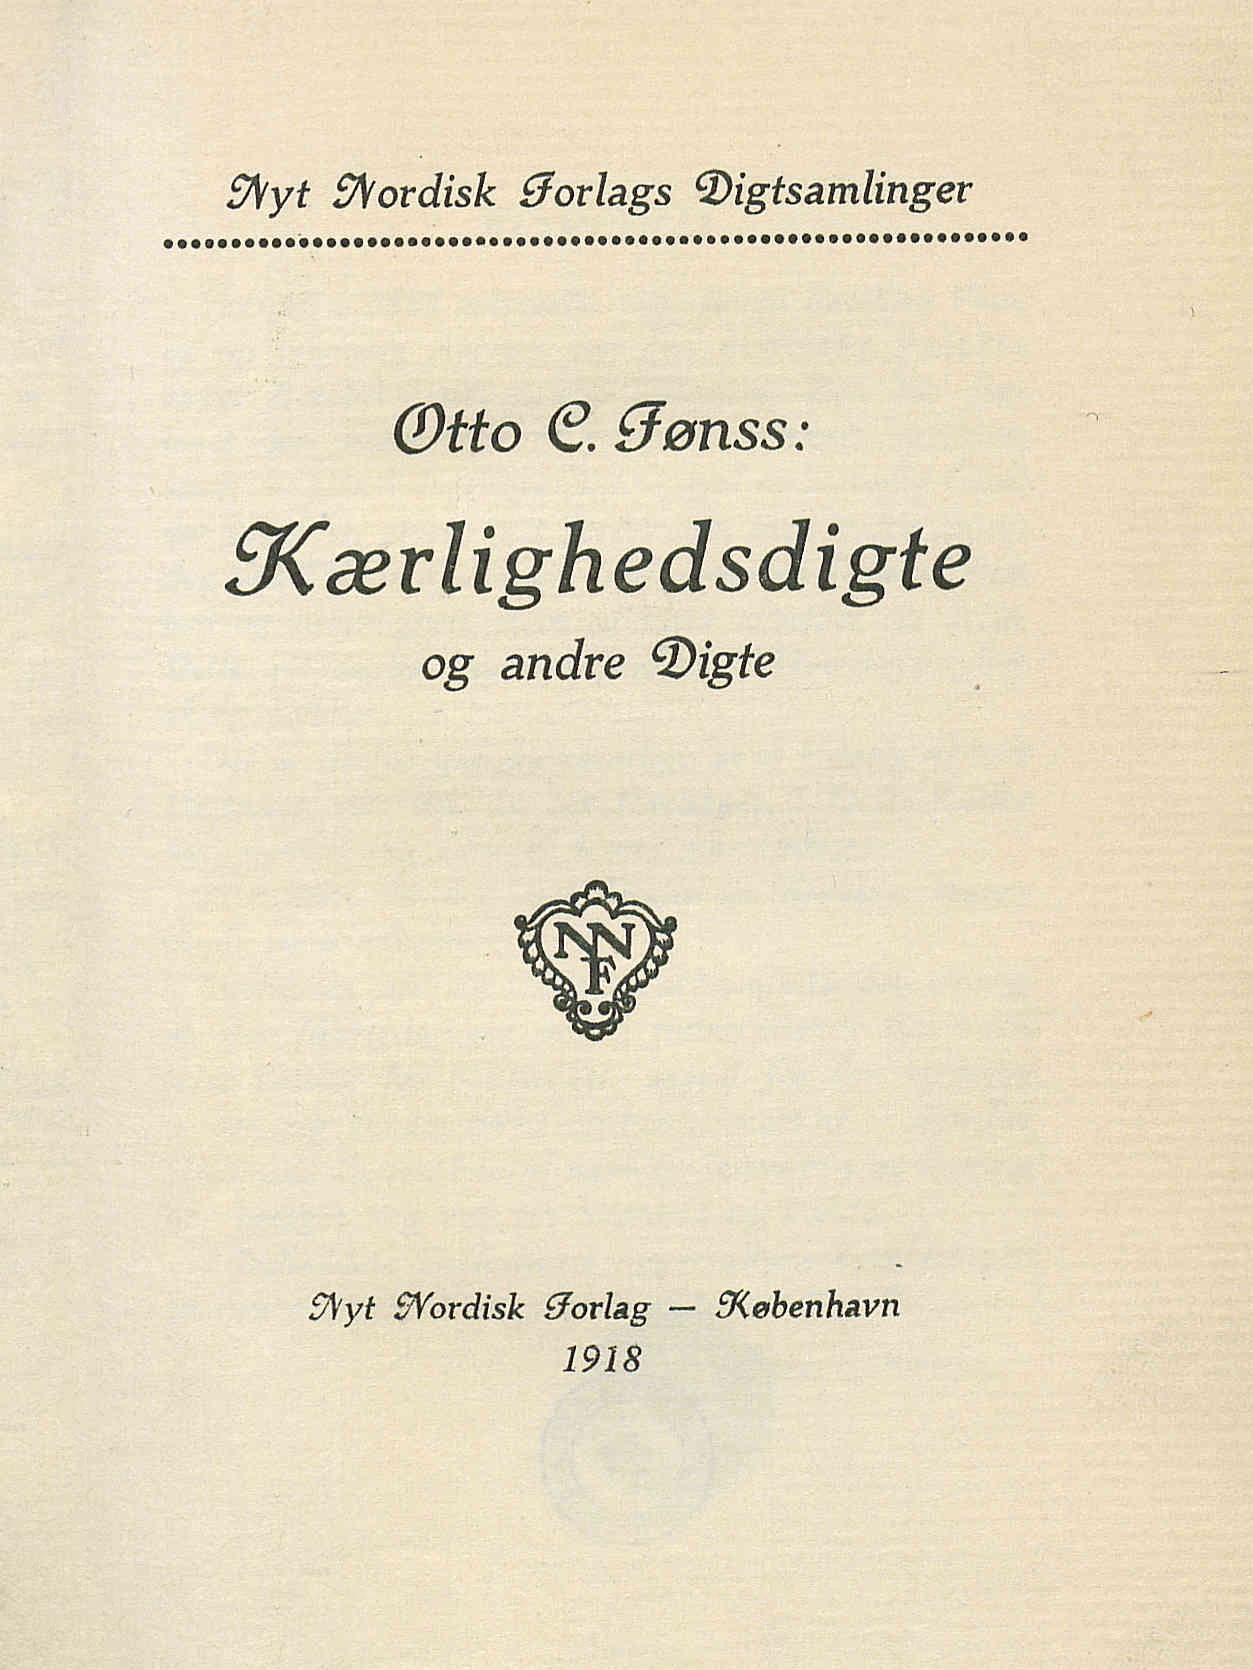 Nyt Nordisk Forlags Digtsamlinger
Otto C. Fønss:
Kærlighedsdigte
og andre Digte
NNF
Nyt Nordisk Forlag — København
1918